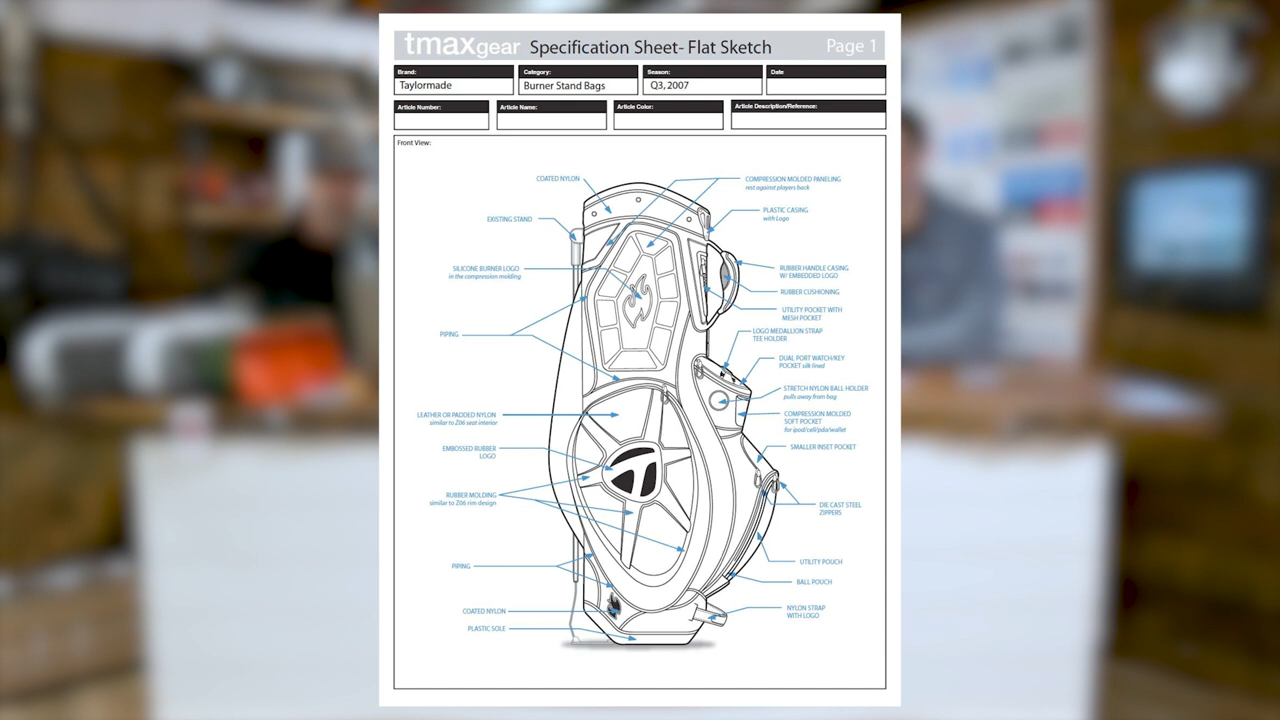 tmaxgear Specification Sheet- Flat Sketch Page 1
Brand: Category: Season: Date
Taylormade Burner Stand Bags Q3, 2007
Article Number: Article Name: Article Color: Article Description/Reference:
Front View:
COATED NYLON
COMPRESSION MOLDED PANELING
rest against players back
PLASTIC CASING
with Logo
EXISTING STAND
SILICONE BURNER LOGO
in the compression molding
RUBBER HANDLE CASING
W/ EMBEDDED LOGO
RUBBER CUSHIONING
UTILITY POCKET WITH
MESH POCKET
PIPING
LOGO MEDALLION STRAP
TEE HOLDER
DUAL PORT WATCH/KEY
POCKET silk lined
STRETCH NYLON BALL HOLDER
pulls away from bag
LEATHER OR PADDED NYLON
similar to Z06 seat interior
COMPRESSION MOLDED
SOFT POCKET
for ipod/cell/pda/wallet
EMBOSSED RUBBER
LOGO
SMALLER INSET POCKET
RUBBER MOLDING
similar to Z06 rim design
DIE CAST STEEL
ZIPPERS
PIPING
UTILITY POUCH
BALL POUCH
COATED NYLON
NYLON STRAP
WITH LOGO
PLASTIC SOLE